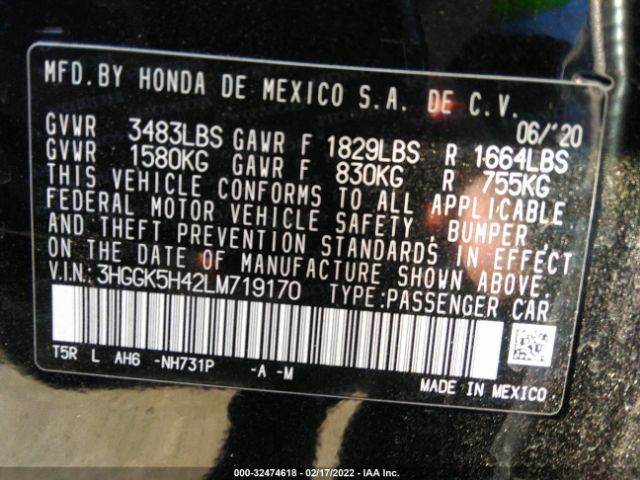 MFD. BY HONDA DE MEXICO S.A. DE C.V.
06/'20
GVWR 3483LBS GAWR F 1829LBS R 1664LBS
GVWR 1580KG GAWR F 830KG R 755KG
THIS VEHICLE CONFORMS TO ALL APPLICABLE
FEDERAL MOTOR VEHICLE SAFETY, BUMPER,
AND THEFT PREVENTION STANDARDS IN EFFECT
ON THE DATE OF MANUFACTURE SHOWN ABOVE.
V.I.N.: 3HGGK5H42LM719170 TYPE:PASSENGER CAR
T5R L AH6 -NH731P -A -M
MADE IN MEXICO
000-32474618 - 02/17/2022 - IAA Inc.